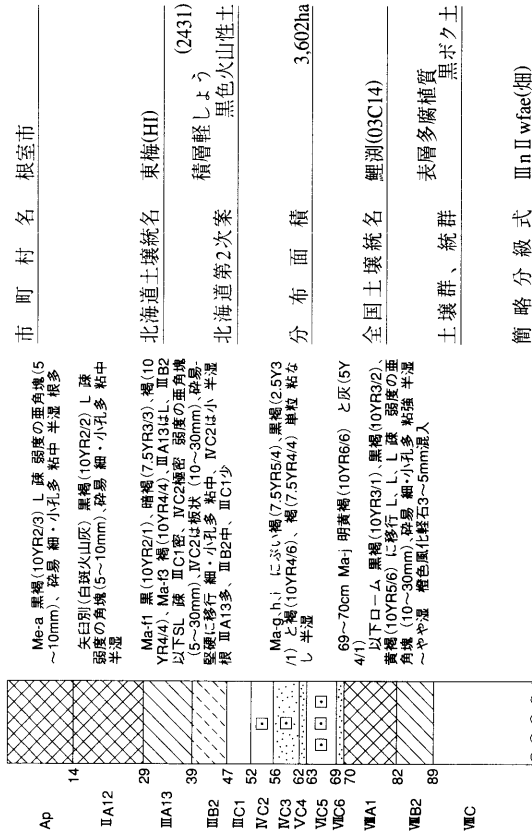 市町村名 根室市
北海道土壌統名 東梅(HI)
(2431)
北海道第2次案 積層軽しょう
黒色火山性土
分布面積 3,602ha
全国土壌統名 鯉渕(03C14)
土壌群、統群 表層多腐植質
黒ボク土
簡略分級式 ⅢnⅡwfae(畑)
Me-a 黒褐(10YR2/3) L 疎 弱度の亜角塊(5
～10mm)、砕易 細・小孔多 粘中 半湿 根多
矢臼別(白斑火山灰) 黒褐(10YR2/2) L 疎
弱度の角塊(5～10mm)、砕易 細・小孔多 粘中
半湿
Ma-f1 黒(10YR2/1)、暗褐(7.5YR3/3)、褐(10
YR4/4)、Ma-f3 褐(10YR4/4)、ⅢA13はL、ⅢB2
以下SL 疎 ⅢC1密、ⅣC2極密 弱度の亜角塊
(5～30mm)、ⅣC2は板状(10～30mm)、砕易-
堅硬に移行 細・小孔多 粘中、ⅣC2は小 半湿
根 ⅢA13多、ⅢB2中、ⅢC1少
Ma-g,h,i にぶい褐(7.5YR5/4)、黒褐(2.5Y3
/1) と褐(10YR4/6)、褐(7.5YR4/4) 単粒 粘な
し 半湿
69～70cm Ma-j 明黄褐(10YR6/6) と灰(5Y
4/1)
以下ローム 黒褐(10YR3/1)、黒褐(10YR3/2)、
黄褐(10YR5/6) に移行 L、L、L 疎 弱度の亜
角塊(10～30mm)、砕易 細・小孔多 粘強 半湿
～やや湿 橙色風化軽石3～5mm混入
Ap
14
ⅡA12
29
ⅢA13
39
ⅢB2
47
ⅢC1
52
ⅣC2
56
ⅣC3
62
ⅤC4
63
ⅥC5
69
ⅦC6
70
ⅧA1
82
ⅧB2
89
ⅧC